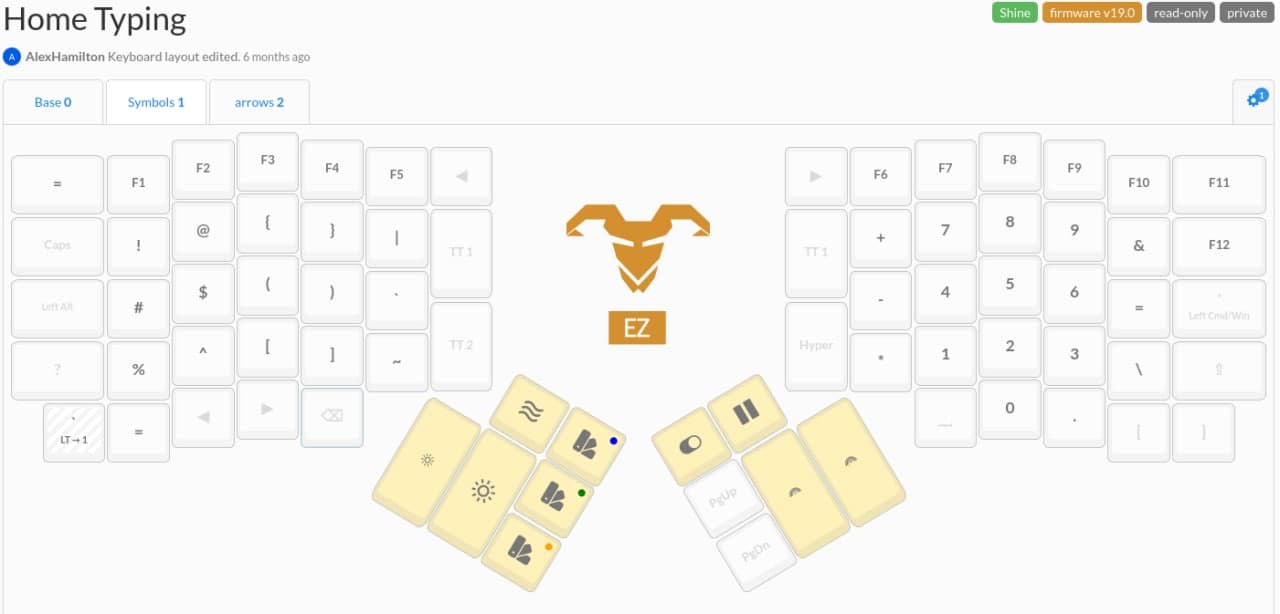 Home Typing
Shine firmware v19.0 read-only private
A AlexHamilton Keyboard layout edited. 6 months ago
Base 0 Symbols 1 arrows 2 1
= F1 F2 F3 F4 F5 F6 F7 F8 F9 F10 F11
Caps ! @ { } | TT 1 TT 1 + 7 8 9 & F12
Left Alt # $ ( ) ` - 4 5 6 = ' Left Cmd/Win
? % ^ [ ] ~ TT 2 Hyper * 1 2 3 \
EZ
LT→1 = 0 . [ ]
PgUp
PgDn